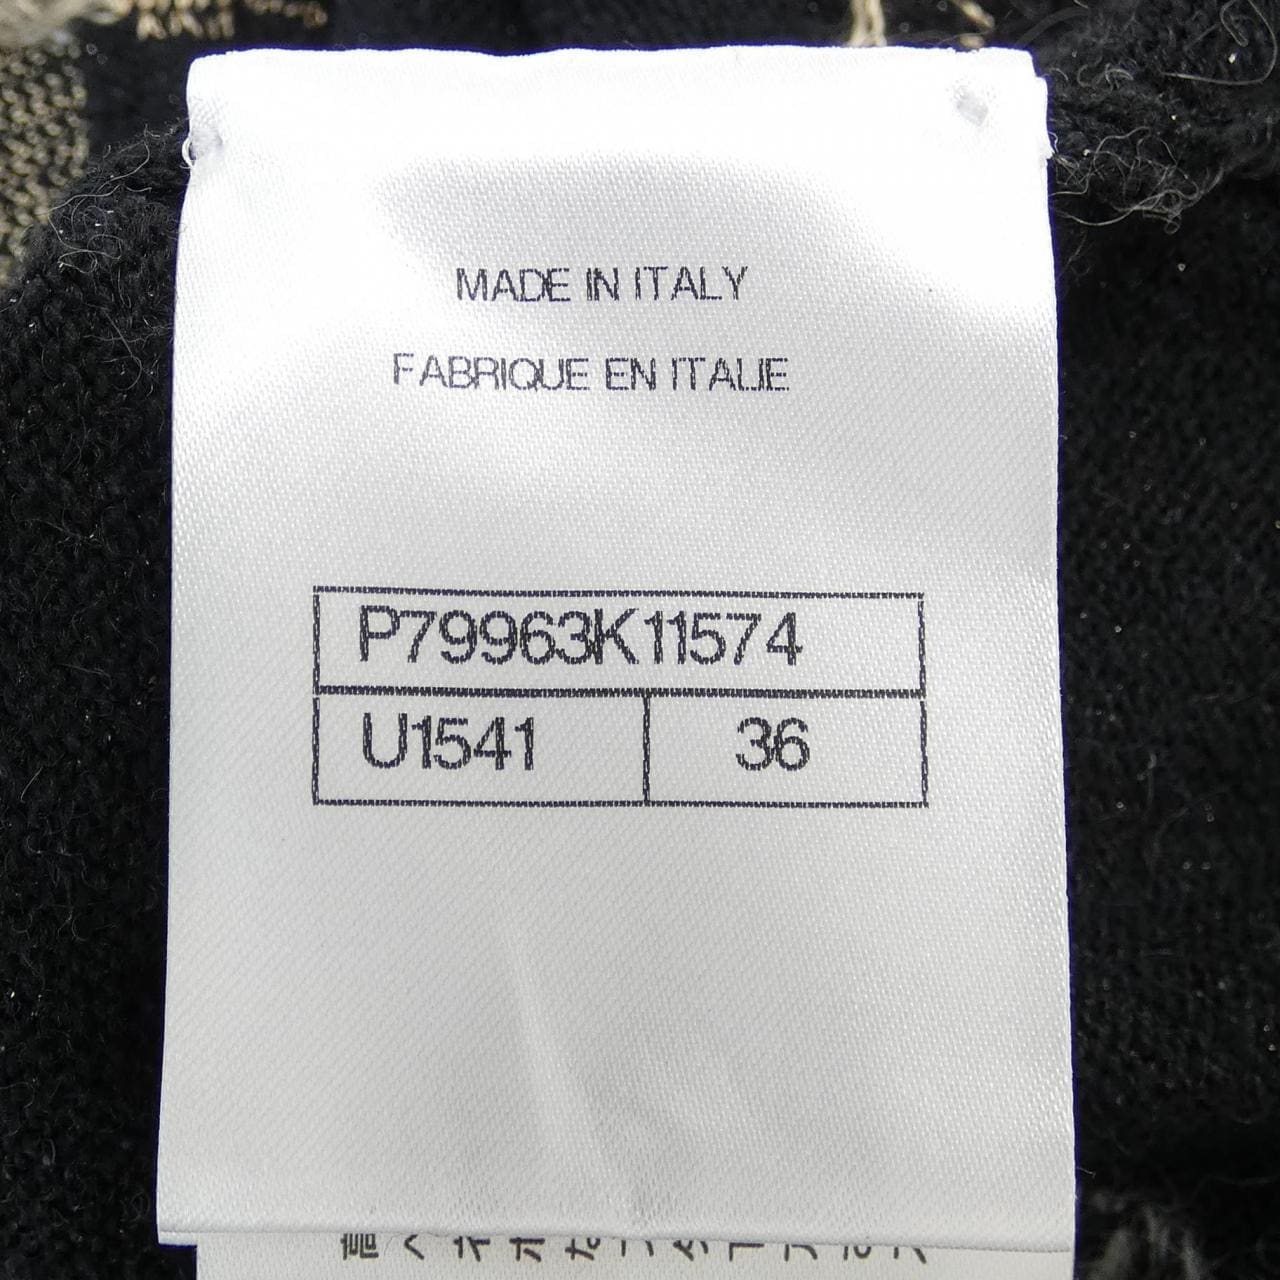 MADE IN ITALY
FABRIQUE EN ITALIE
P79963K11574
U1541
36